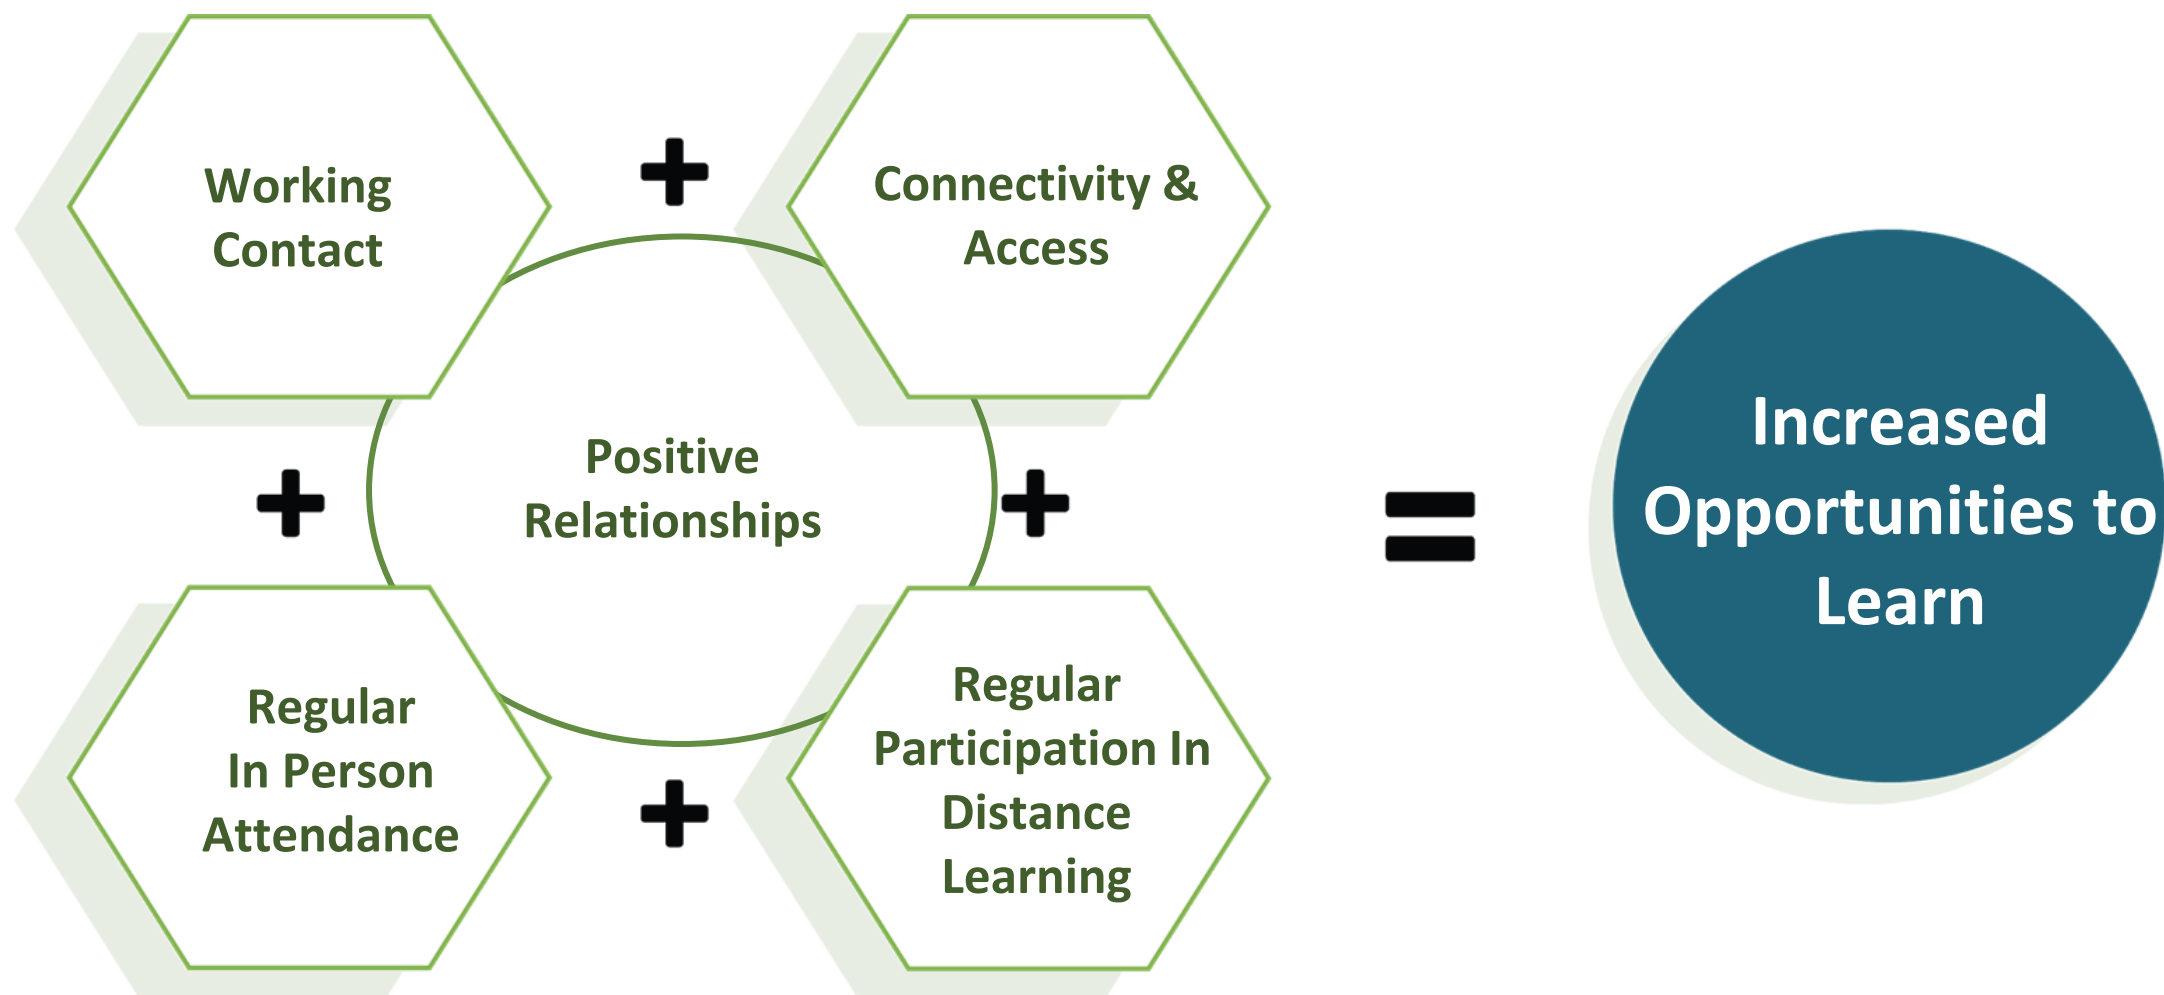 Working
Contact
+
Connectivity &
Access
Positive
Relationships
+
+
=
Increased
Opportunities to
Learn
Regular
In Person
Attendance
+
Regular
Participation In
Distance
Learning